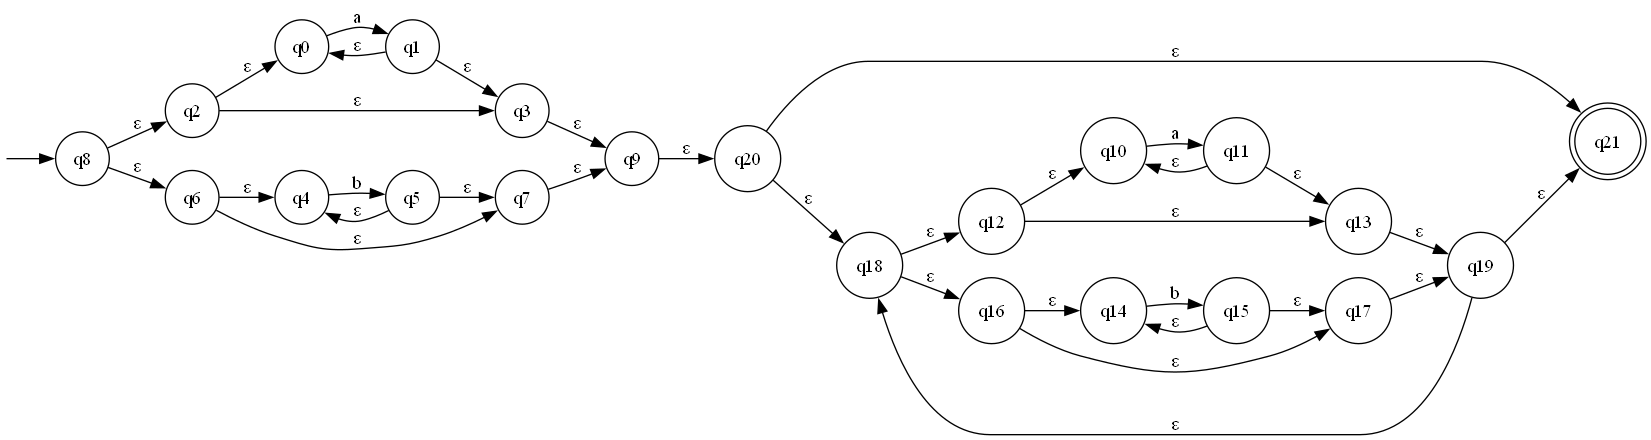 ε
a
q0 ε q1
ε ε
q2 ε q3
ε ε
q8 q9 ε q20
ε ε
q6 ε q4 b q5 ε q7
ε
ε
ε
q10 a q11
ε
ε ε
q12 ε q13
ε ε ε
q18 q19
ε ε
q16 ε q14 b q15 ε q17
ε
ε
ε
ε
q21